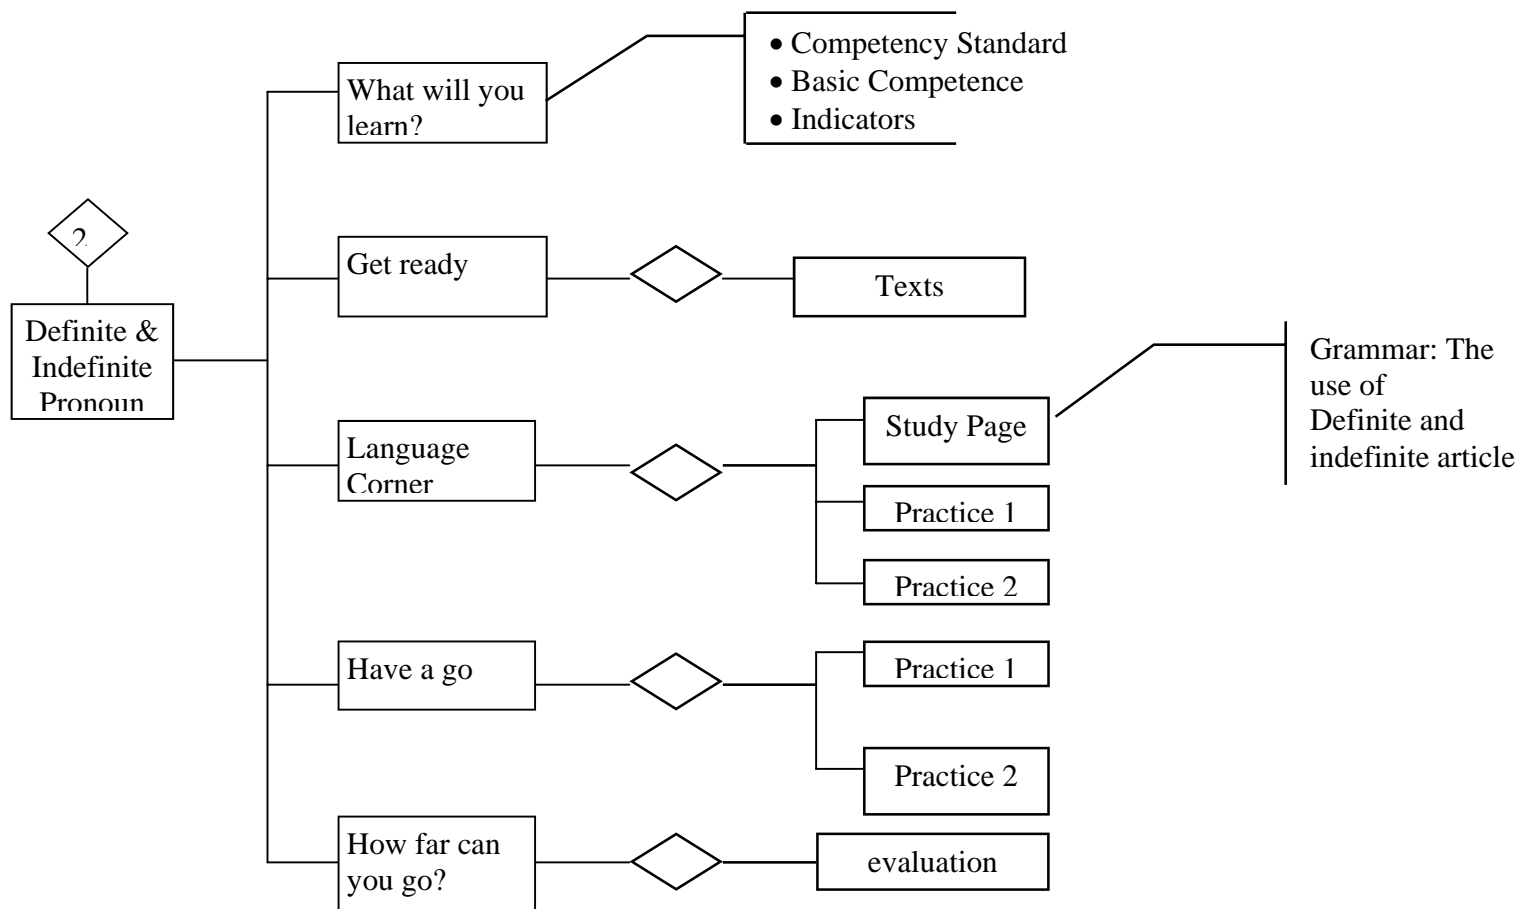 • Competency Standard
• Basic Competence
• Indicators
What will you
learn?
2
Get ready
Texts
Definite &
Indefinite
Pronoun
Grammar: The
use of
Definite and
indefinite article
Language
Corner
Study Page
Practice 1
Practice 2
Have a go
Practice 1
Practice 2
How far can
you go?
evaluation